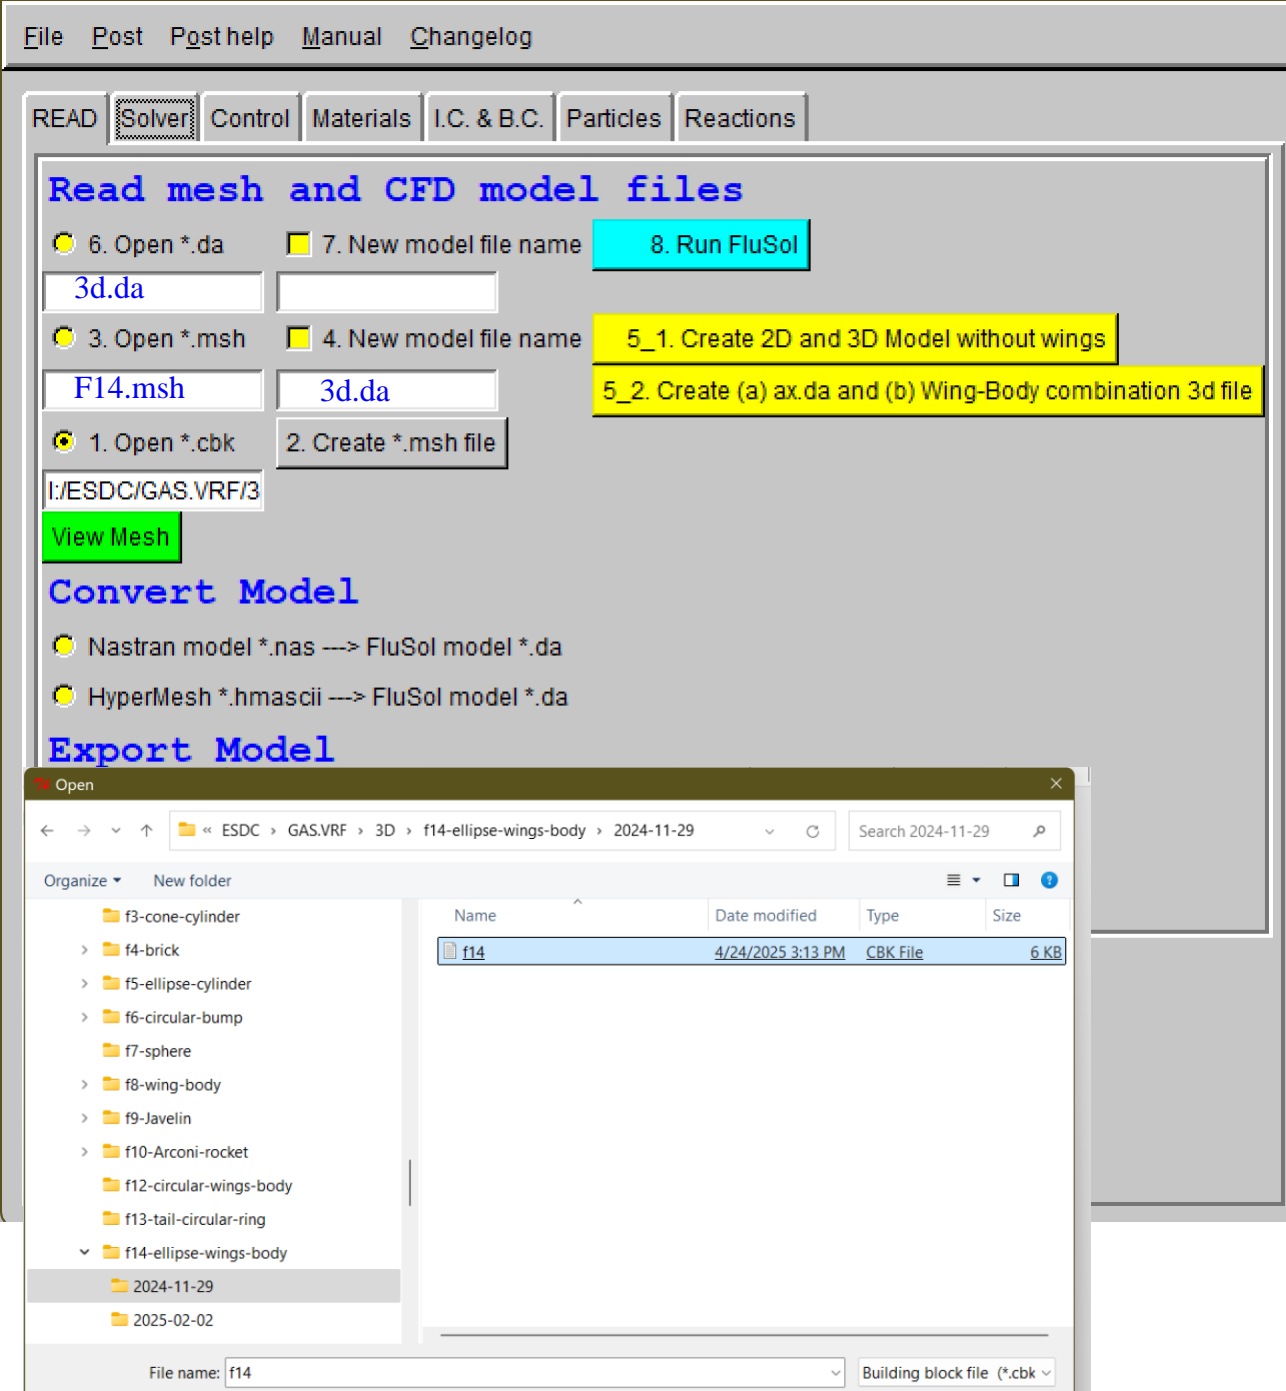 File Post Post help Manual Changelog
READ Solver Control Materials I.C. & B.C. Particles Reactions
Read mesh and CFD model files
6. Open *.da 7. New model file name 8. Run FluSol
3d.da
3. Open *.msh 4. New model file name 5_1. Create 2D and 3D Model without wings
F14.msh 3d.da 5_2. Create (a) ax.da and (b) Wing-Body combination 3d file
1. Open *.cbk 2. Create *.msh file
I:/ESDC/GAS.VRF/3
View Mesh
Convert Model
Nastran model *.nas ---> FluSol model *.da
HyperMesh *.hmascii ---> FluSol model *.da
Export Model
Open
« ESDC › GAS.VRF › 3D › f14-ellipse-wings-body › 2024-11-29 Search 2024-11-29
Organize New folder
Name Date modified Type Size
f14 4/24/2025 3:13 PM CBK File 6 KB
f3-cone-cylinder
f4-brick
f5-ellipse-cylinder
f6-circular-bump
f7-sphere
f8-wing-body
f9-Javelin
f10-Arconi-rocket
f12-circular-wings-body
f13-tail-circular-ring
f14-ellipse-wings-body
2024-11-29
2025-02-02
File name: f14 Building block file (*.cbk